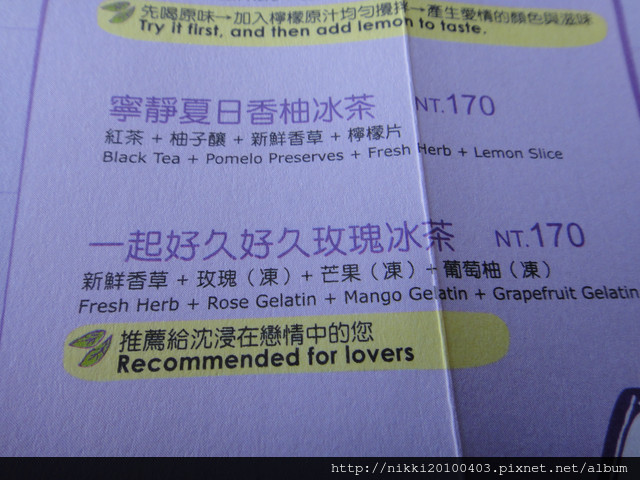 先喝原味→加入檸檬原汁均勻攪拌→產生愛情的顏色與滋味
Try it first, and then add lemon to taste.
寧靜夏日香柚冰茶 NT.170
紅茶 + 柚子釀 + 新鮮香草 + 檸檬片
Black Tea + Pomelo Preserves + Fresh Herb + Lemon Slice
一起好久好久玫瑰冰茶 NT.170
新鮮香草 + 玫瑰（凍）+ 芒果（凍）+ 葡萄柚（凍）
Fresh Herb + Rose Gelatin + Mango Gelatin + Grapefruit Gelatin
推薦給沈浸在戀情中的您
Recommended for lovers
http://nikki20100403.pixnet.net/album